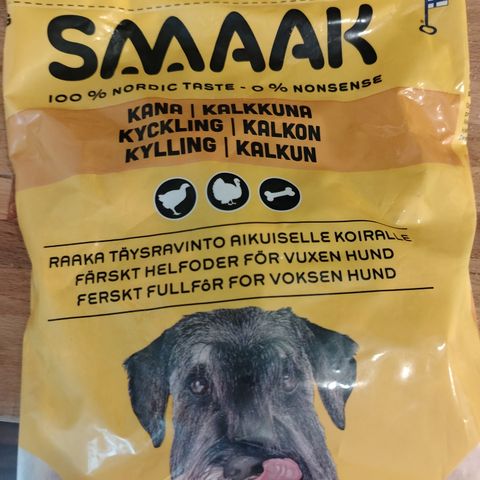 SMAAK
100 % NORDIC TASTE - 0 % NONSENSE
KANA | KALKKUNA
KYCKLING | KALKON
KYLLING | KALKUN
RAAKA TÄYSRAVINTO AIKUISELLE KOIRALLE
FÄRSKT HELFODER FÖR VUXEN HUND
FERSKT FULLFôR FOR VOKSEN HUND